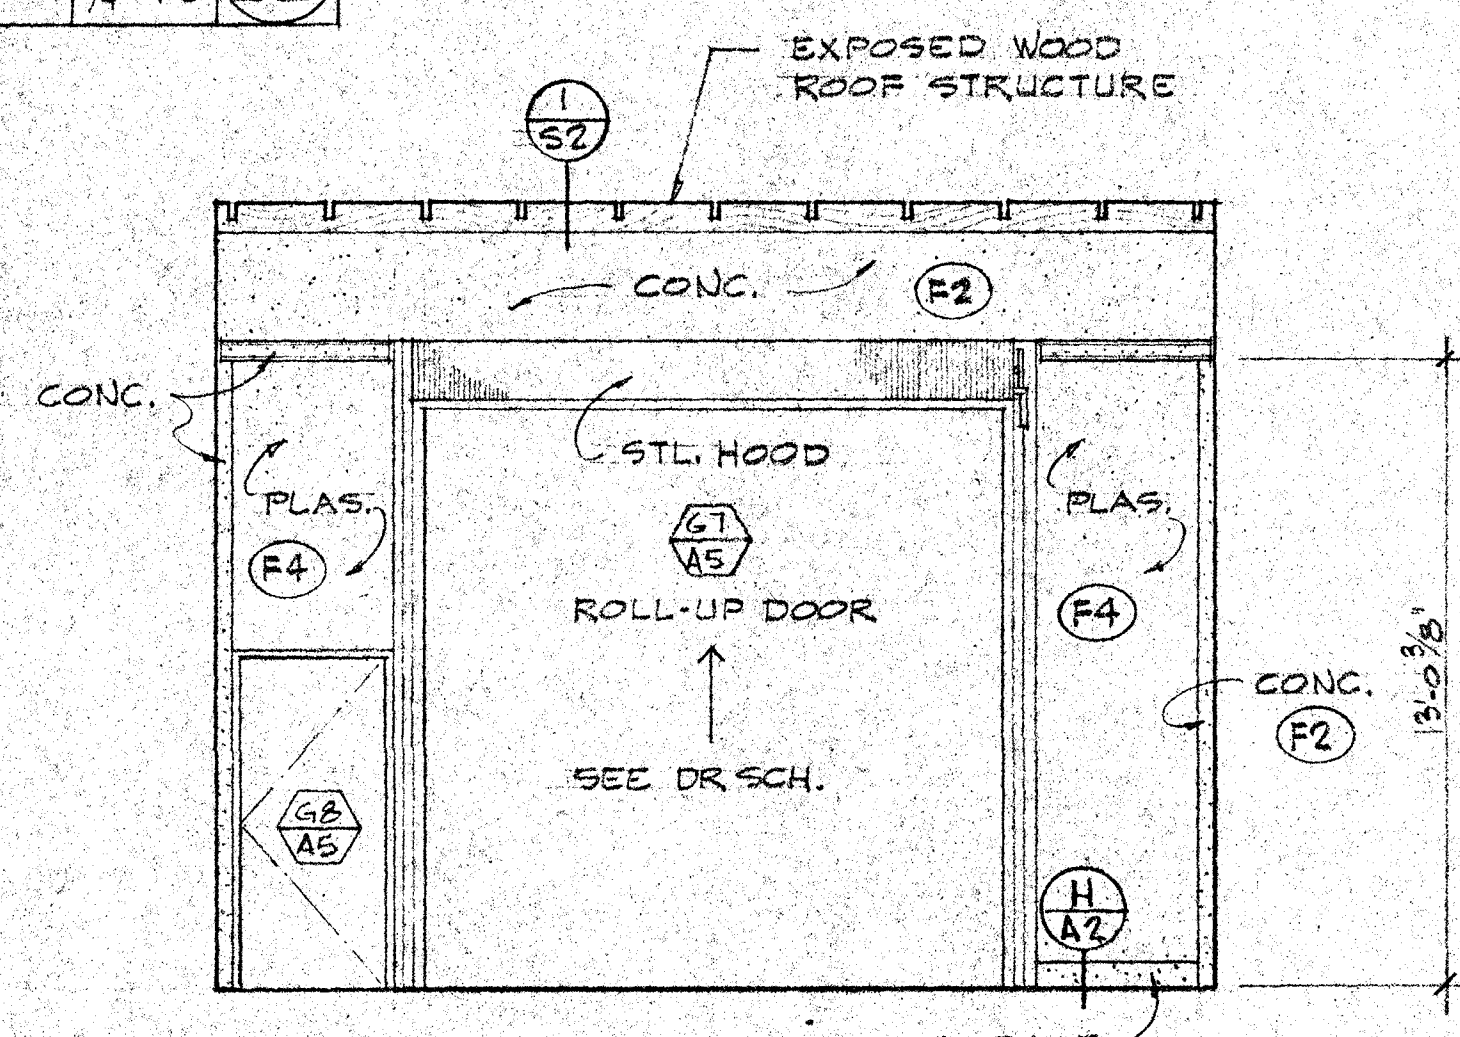 EXPOSED WOOD
ROOF STRUCTURE
1
S2
CONC.
F2
CONC.
STL. HOOD
PLAS.
PLAS.
G7
A5
F4
ROLL-UP DOOR
F4
13'-0 3/8"
CONC.
F2
SEE DR SCH.
G8
A5
H
A2